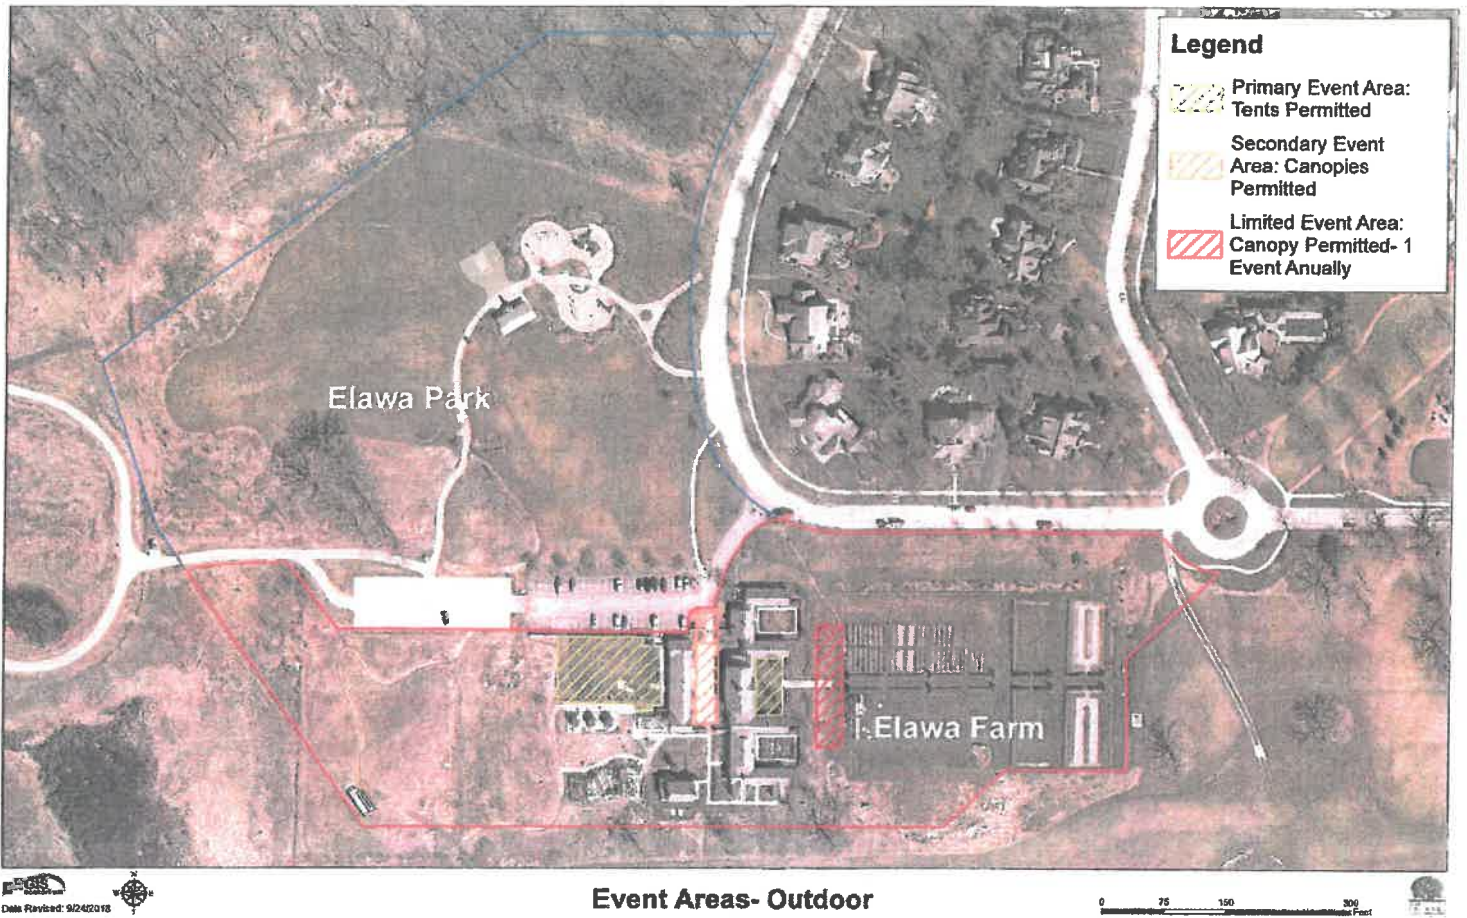 Legend
Primary Event Area:
Tents Permitted
Secondary Event
Area: Canopies
Permitted
Limited Event Area:
Canopy Permitted- 1
Event Anually
Elawa Park
Elawa Farm
GIS
Date Revised: 9/24/2018
N
W
Event Areas- Outdoor
0 75 150 300
Feet